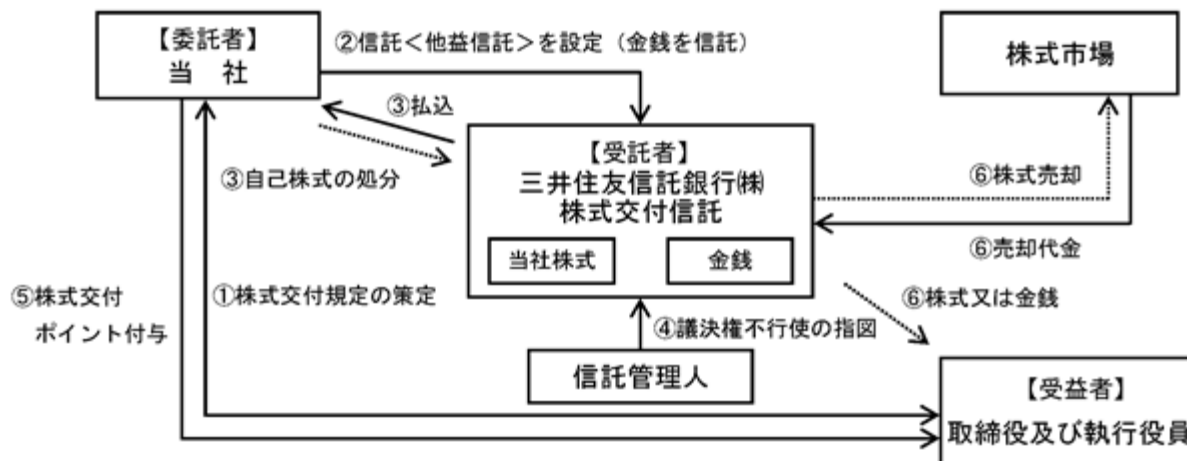 【委託者】
当　社
②信託＜他益信託＞を設定（金銭を信託）
株式市場
③払込
③自己株式の処分
【受託者】
三井住友信託銀行㈱
株式交付信託
当社株式
金銭
⑥株式売却
⑥売却代金
⑤株式交付
ポイント付与
①株式交付規定の策定
④議決権不行使の指図
⑥株式又は金銭
信託管理人
【受益者】
取締役及び執行役員